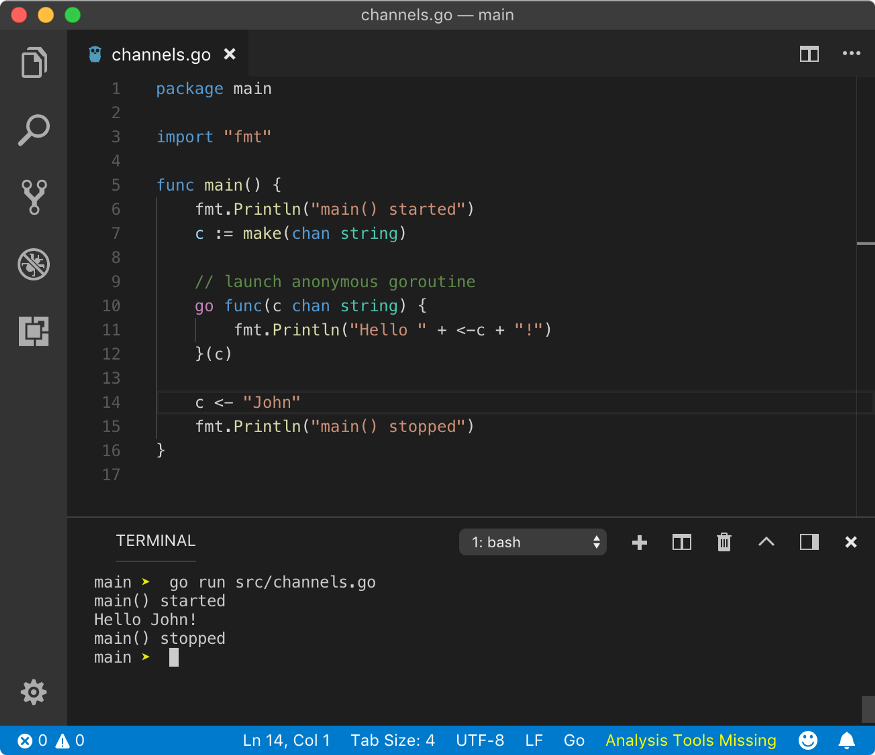 channels.go — main
channels.go
1 package main
2
3 import "fmt"
4
5 func main() {
6     fmt.Println("main() started")
7     c := make(chan string)
8
9     // launch anonymous goroutine
10     go func(c chan string) {
11         fmt.Println("Hello " + <-c + "!")
12     }(c)
13
14     c <- "John"
15     fmt.Println("main() stopped")
16 }
17
TERMINAL 1: bash
main ➤ go run src/channels.go
main() started
Hello John!
main() stopped
main ➤
0 0 Ln 14, Col 1 Tab Size: 4 UTF-8 LF Go Analysis Tools Missing